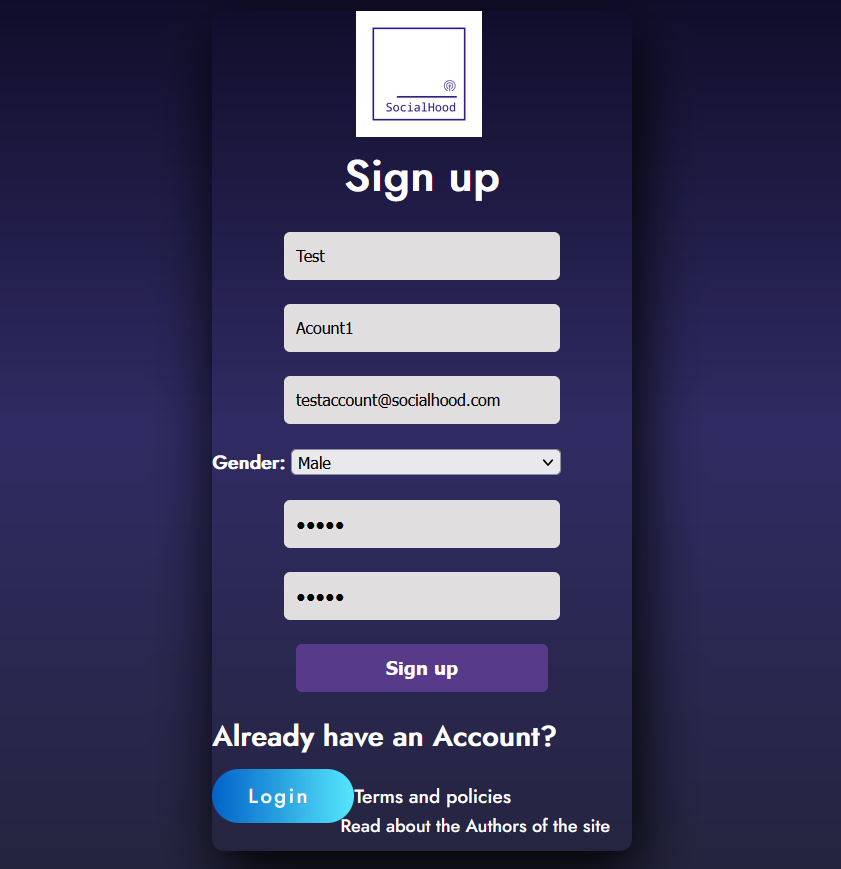 SocialHood
Sign up
Test
Acount1
testaccount@socialhood.com
Gender: Male
•••••
•••••
Sign up
Already have an Account?
Login Terms and policies
Read about the Authors of the site